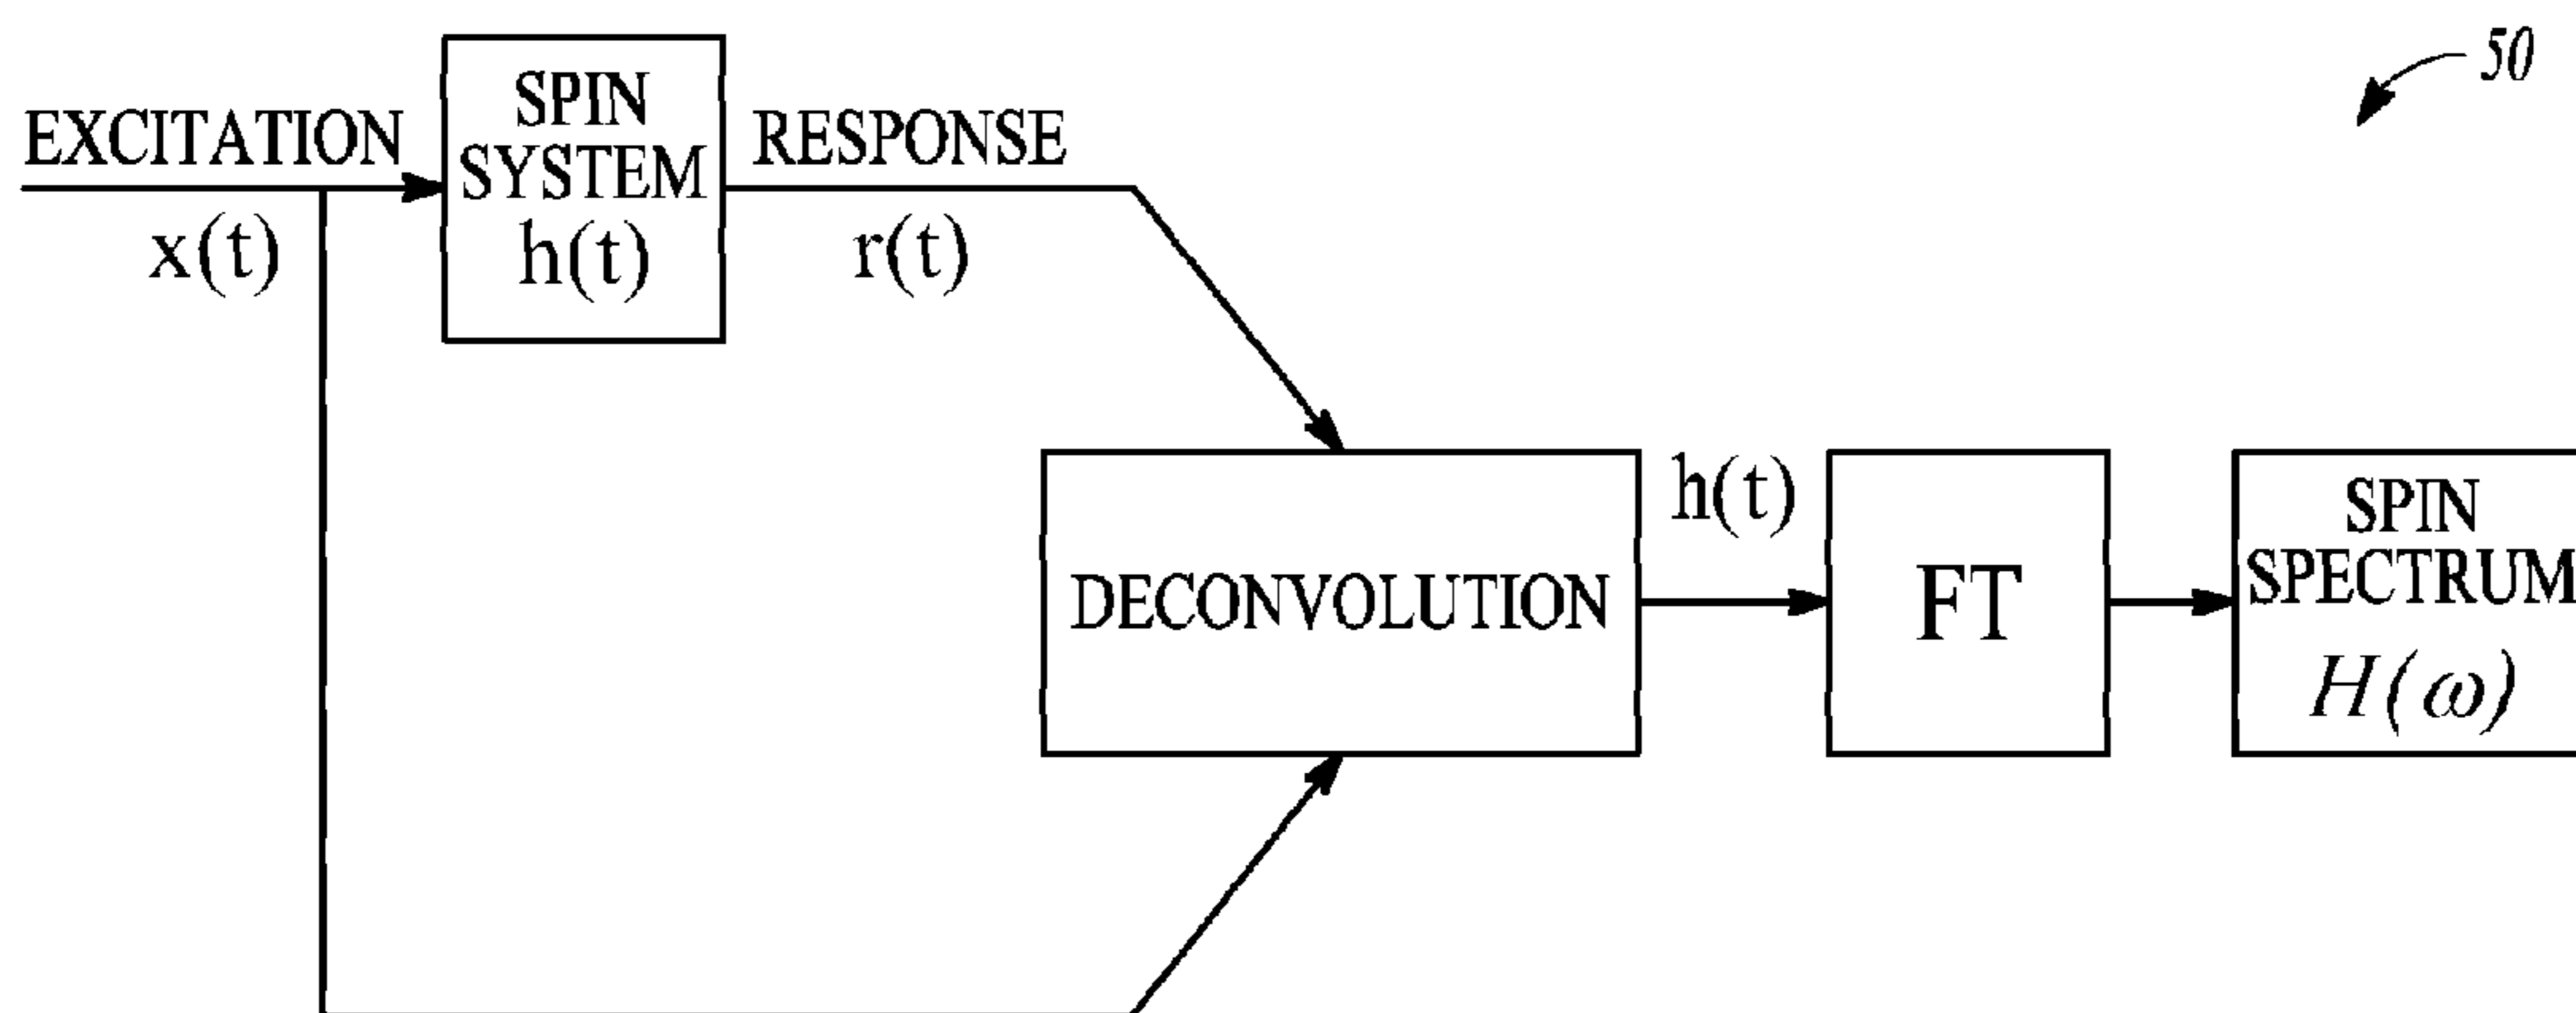 50
EXCITATION
x(t)
SPIN
SYSTEM
h(t)
RESPONSE
r(t)
DECONVOLUTION
h(t)
FT
SPIN
SPECTRUM
H(ω)